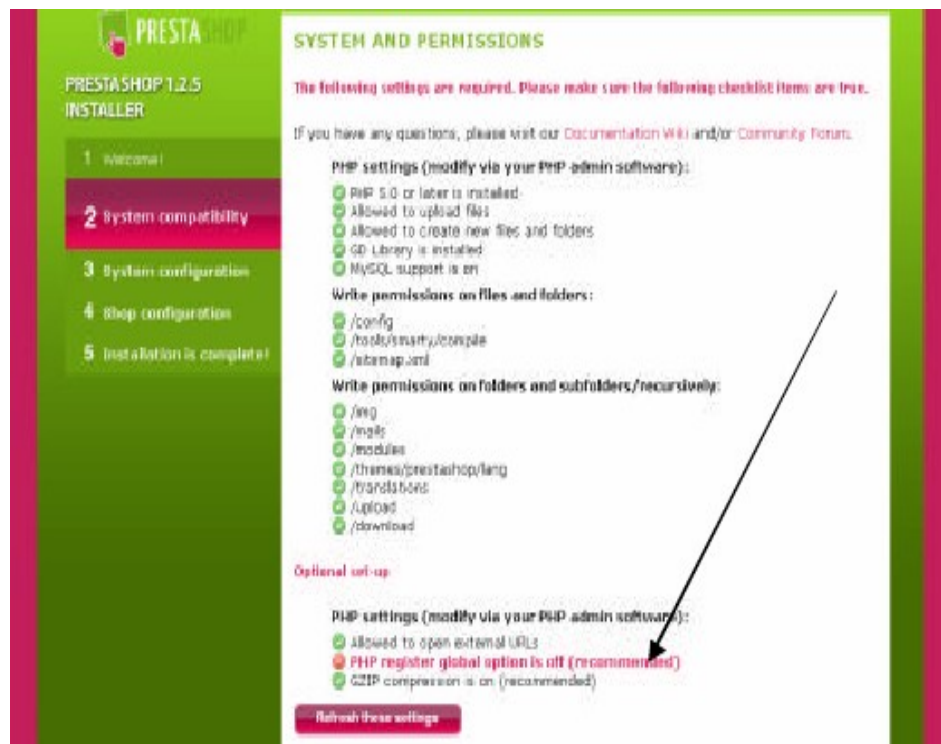 PRESTASHOP
PRESTASHOP 1.2.5
INSTALLER
1 Welcome!
2 System compatibility
3 System configuration
4 Shop configuration
5 Installation is complete!
SYSTEM AND PERMISSIONS
The following settings are required. Please make sure the following checklist items are true.
If you have any questions, please visit our Documentation Wiki and/or Community Forum.
PHP settings (modify via your PHP admin software):
PHP 5.0 or later is installed
Allowed to upload files
Allowed to create new files and folders
GD Library is installed
MySQL support is on
Write permissions on files and folders:
/config
/tools/smarty/compile
/sitemap.xml
Write permissions on folders and subfolders/recursively:
/img
/mails
/modules
/themes/prestashop/lang
/translations
/upload
/download
Optional set-up
PHP settings (modify via your PHP admin software):
Allowed to open external URLs
PHP register global option is off (recommended)
GZIP compression is on (recommended)
Refresh these settings